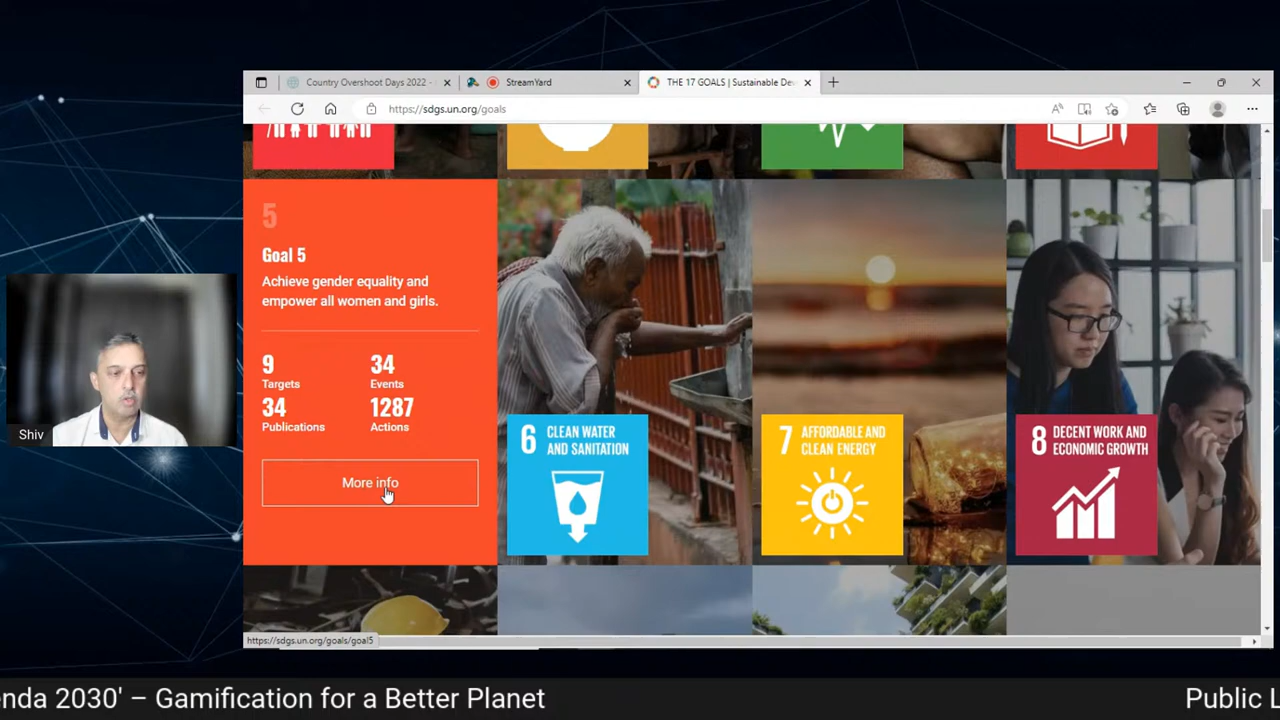 Country Overshoot Days 2022 -
StreamYard
THE 17 GOALS | Sustainable Dev
https://sdgs.un.org/goals
5
Goal 5
Achieve gender equality and
empower all women and girls.
9
Targets
34
Events
34
Publications
1287
Actions
More info
6 CLEAN WATER
AND SANITATION
7 AFFORDABLE AND
CLEAN ENERGY
8 DECENT WORK AND
ECONOMIC GROWTH
Shiv
https://sdgs.un.org/goals/goal5
enda 2030' – Gamification for a Better Planet
Public L